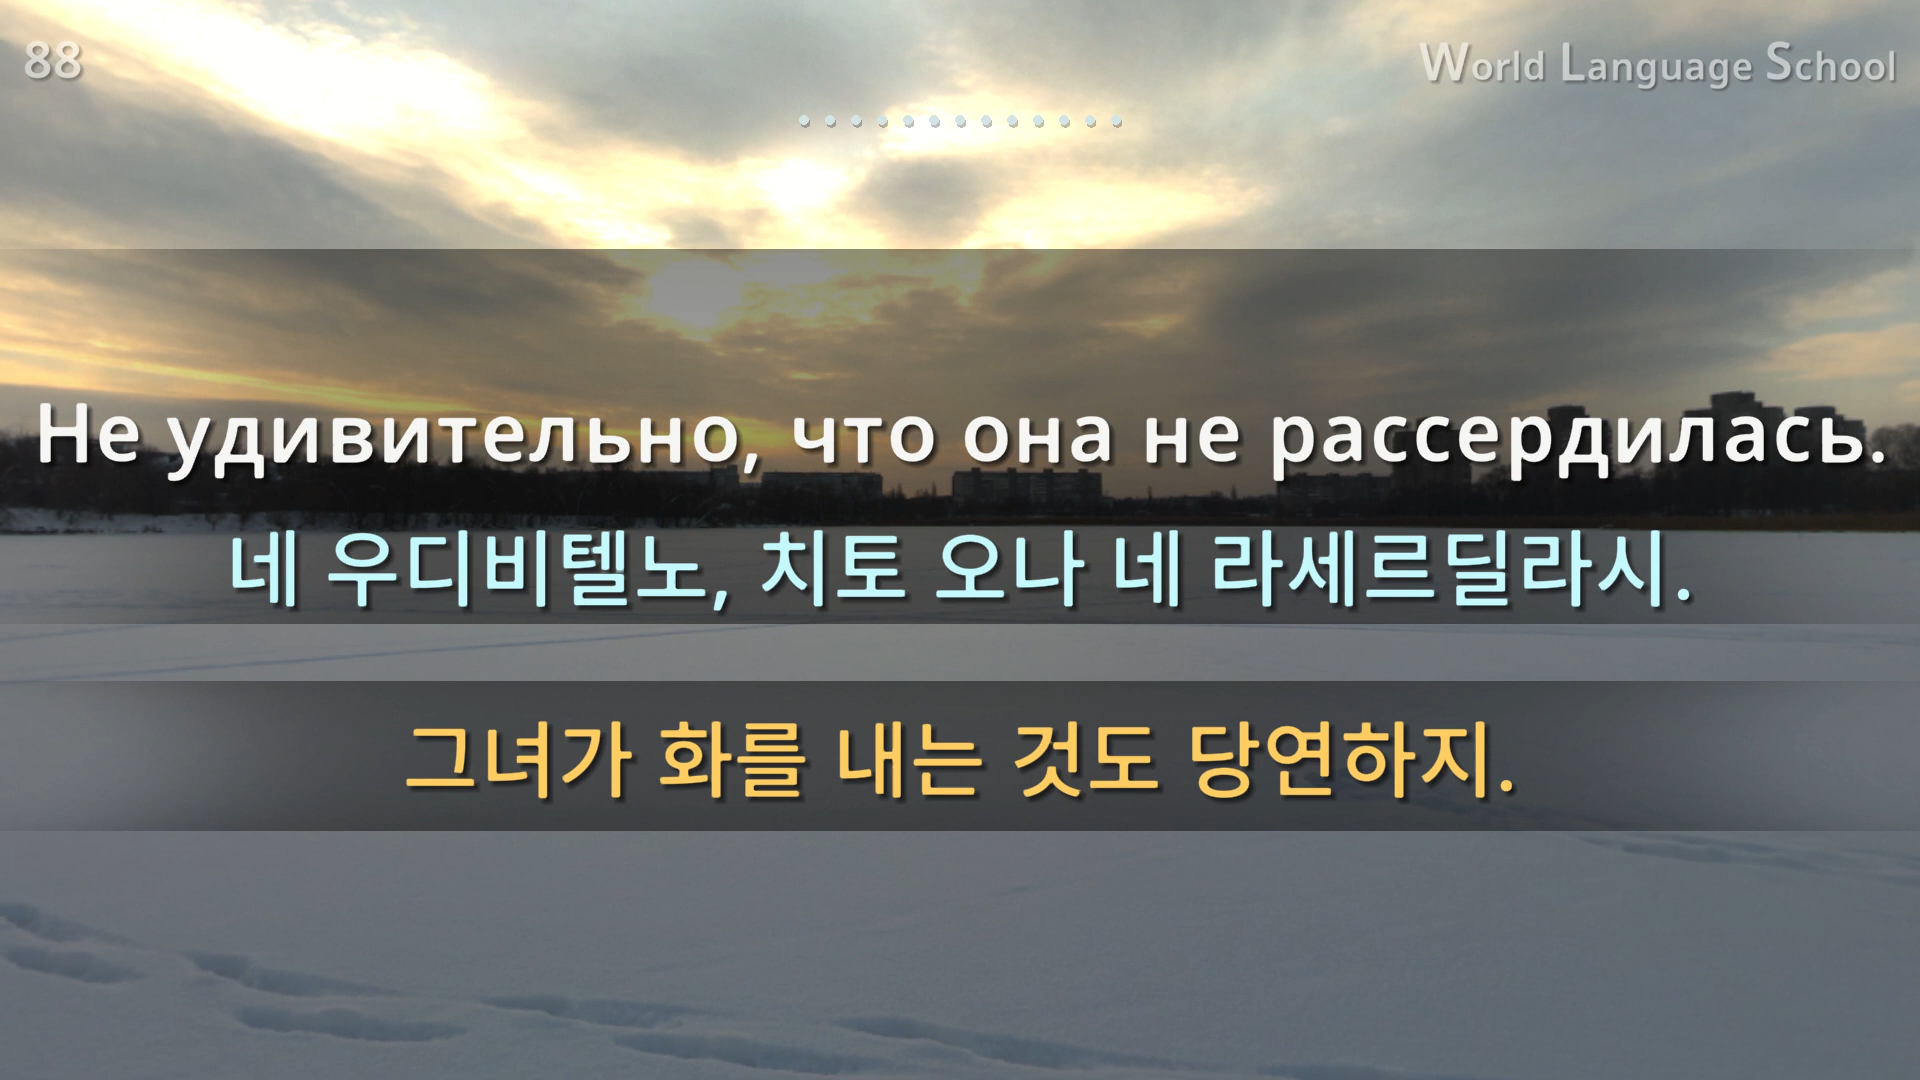 88
World Language School
Не удивительно, что она не рассердилась.
네 우디비텔노, 치토 오나 네 라세르딜라시.
그녀가 화를 내는 것도 당연하지.